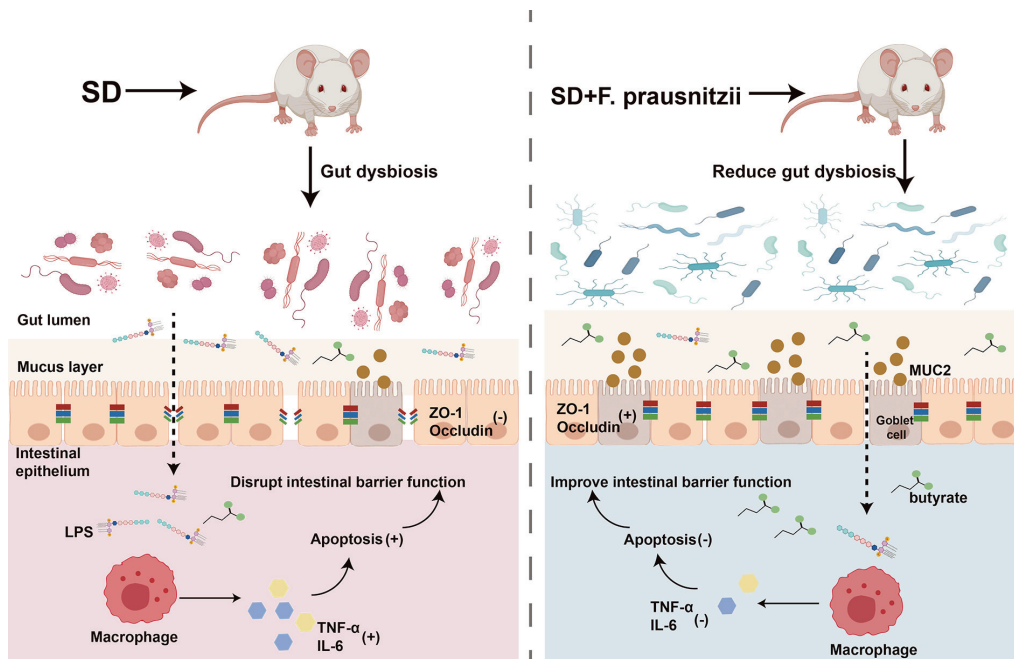 SD
Gut dysbiosis
Gut lumen
Mucus layer
ZO-1
Occludin
(-)
Intestinal
epithelium
Disrupt intestinal barrier function
LPS
Apoptosis (+)
Macrophage
TNF-α
IL-6
(+)
SD+F. prausnitzii
Reduce gut dysbiosis
MUC2
ZO-1
Occludin
(+)
Goblet
cell
Improve intestinal barrier function
butyrate
Apoptosis (-)
TNF-α
IL-6
(-)
Macrophage